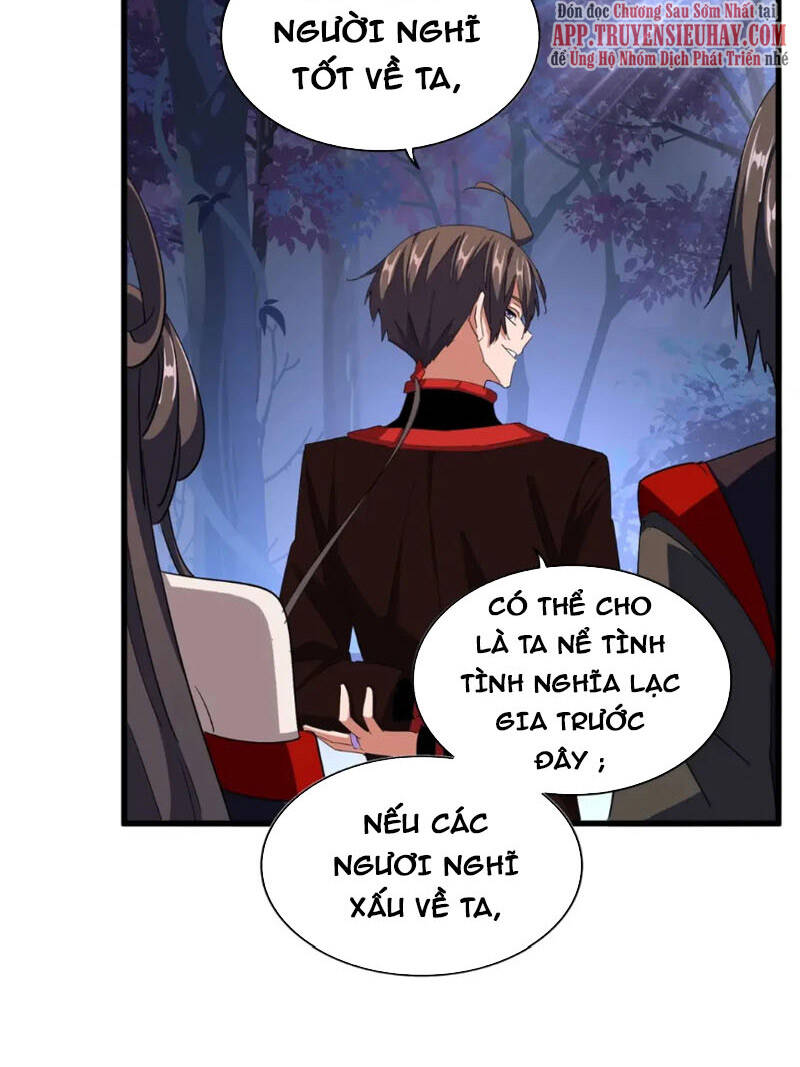 Đón đọc Chương Sau Sớm Nhất tại
APP.TRUYENSIEUHAY.COM
để Ủng Hộ Nhóm Dịch Phát Triển nhé
NGƯỜI NGHĨ
TỐT VỀ TA,
CÓ THỂ CHO
LÀ TA NỂ TÌNH
TÌNH NGHĨA LẠC
GIA TRƯỚC
ĐÂY ;
NẾU CÁC
NGƯƠI NGHĨ
XẤU VỀ TA,